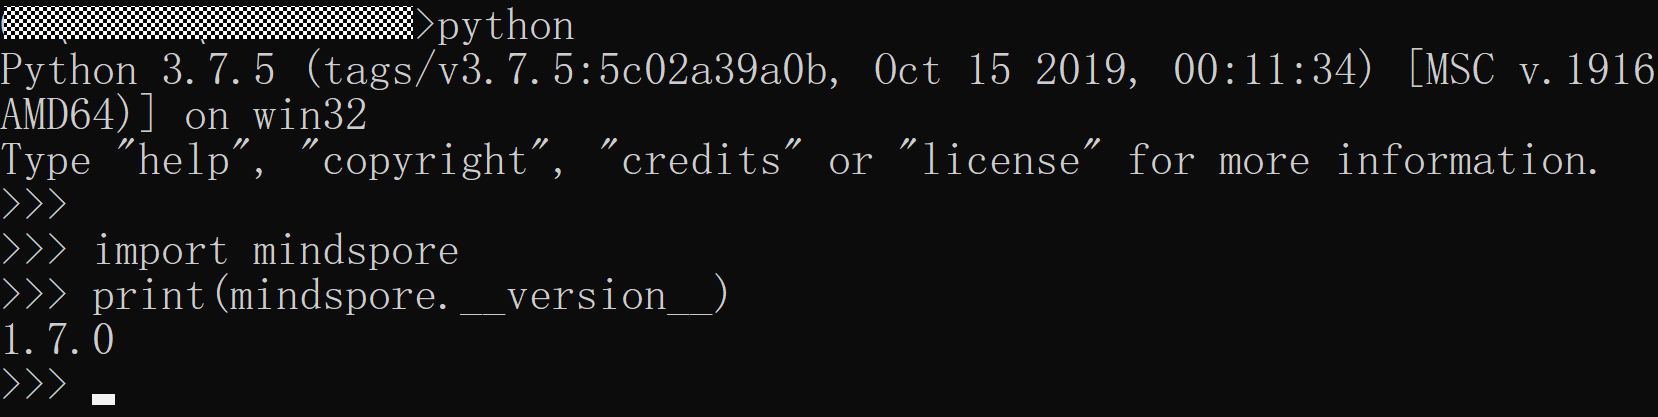 >python
Python 3.7.5 (tags/v3.7.5:5c02a39a0b, Oct 15 2019, 00:11:34) [MSC v.1916
AMD64)] on win32
Type "help", "copyright", "credits" or "license" for more information.
>>>
>>> import mindspore
>>> print(mindspore.__version__)
1.7.0
>>>